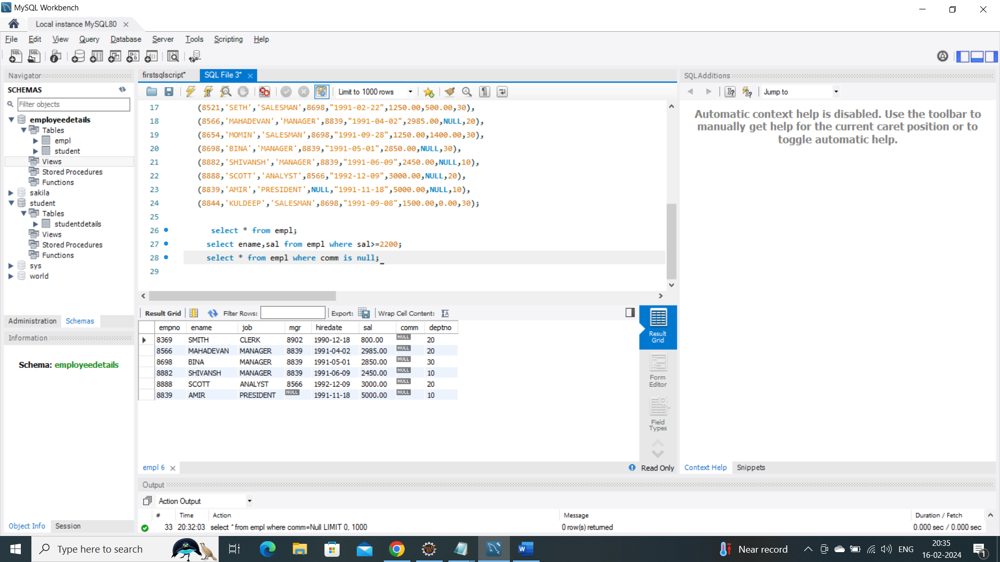 MySQL Workbench
Local instance MySQL80
File Edit View Query Database Server Tools Scripting Help
Navigator
SCHEMAS
Filter objects
employeedetails
Tables
empl
student
Views
Stored Procedures
Functions
sakila
student
Tables
studentdetails
Views
Stored Procedures
Functions
sys
world
Administration Schemas
Information
Schema: employeedetails
Object Info Session
firstsqlscript* SQL File 3*
Limit to 1000 rows
17 (8521,'SETH','SALESMAN',8698,"1991-02-22",1250.00,500.00,30),
18 (8566,'MAHADEVAN','MANAGER',8839,"1991-04-02",2985.00,NULL,20),
19 (8654,'MOMIN','SALESMAN',8698,"1991-09-28",1250.00,1400.00,30),
20 (8698,'BINA','MANAGER',8839,"1991-05-01",2850.00,NULL,30),
21 (8882,'SHIVANSH','MANAGER',8839,"1991-06-09",2450.00,NULL,10),
22 (8888,'SCOTT','ANALYST',8566,"1992-12-09",3000.00,NULL,20),
23 (8839,'AMIR','PRESIDENT',NULL,"1991-11-18",5000.00,NULL,10),
24 (8844,'KULDEEP','SALESMAN',8698,"1991-09-08",1500.00,0.00,30);
25
26 select * from empl;
27 select ename,sal from empl where sal>=2200;
28 select * from empl where comm is null;
29
Result Grid Filter Rows: Export: Wrap Cell Content:
empno ename job mgr hiredate sal comm deptno
8369 SMITH CLERK 8902 1990-12-18 800.00 NULL 20
8566 MAHADEVAN MANAGER 8839 1991-04-02 2985.00 NULL 20
8698 BINA MANAGER 8839 1991-05-01 2850.00 NULL 30
8882 SHIVANSH MANAGER 8839 1991-06-09 2450.00 NULL 10
8888 SCOTT ANALYST 8566 1992-12-09 3000.00 NULL 20
8839 AMIR PRESIDENT NULL 1991-11-18 5000.00 NULL 10
Result
Grid
Form
Editor
Field
Types
empl 6 Read Only
SQLAdditions
Jump to
Automatic context help is disabled. Use the toolbar to
manually get help for the current caret position or to
toggle automatic help.
Context Help Snippets
Output
Action Output
# Time Action Message Duration / Fetch
33 20:32:03 select * from empl where comm=Null LIMIT 0, 1000 0 row(s) returned 0.000 sec / 0.000 sec
Type here to search
Near record
ENG
20:35
16-02-2024
1